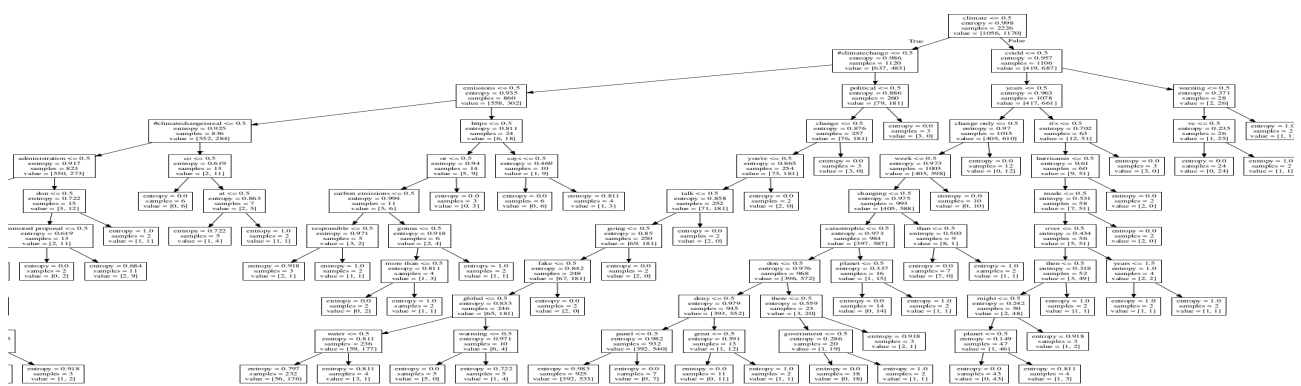 climate <= 0.5
entropy = 0.998
samples = 2226
value = [1056, 1170]
True
False
#climatechange <= 0.5
entropy = 0.986
samples = 1120
value = [637, 483]
could <= 0.5
entropy = 0.957
samples = 1106
value = [419, 687]
emissions <= 0.5
entropy = 0.935
samples = 860
value = [558, 302]
political <= 0.5
entropy = 0.886
samples = 260
value = [79, 181]
years <= 0.5
entropy = 0.963
samples = 1078
value = [417, 661]
warning <= 0.5
entropy = 0.371
samples = 28
value = [2, 26]
#climatechangeisreal <= 0.5
entropy = 0.925
samples = 836
value = [552, 284]
https <= 0.5
entropy = 0.811
samples = 24
value = [6, 18]
change <= 0.5
entropy = 0.876
samples = 257
value = [76, 181]
entropy = 0.0
samples = 3
value = [3, 0]
change only <= 0.5
entropy = 0.97
samples = 1015
value = [405, 610]
it's <= 0.5
entropy = 0.702
samples = 63
value = [12, 51]
ve <= 0.5
entropy = 0.235
samples = 26
value = [1, 25]
entropy = 1.0
samples = 2
value = [1, 1]
administration <= 0.5
entropy = 0.917
samples = 823
value = [550, 273]
co <= 0.5
entropy = 0.619
samples = 13
value = [2, 11]
or <= 0.5
entropy = 0.94
samples = 14
value = [5, 9]
says <= 0.5
entropy = 0.469
samples = 10
value = [1, 9]
you're <= 0.5
entropy = 0.865
samples = 254
value = [73, 181]
entropy = 0.0
samples = 3
value = [3, 0]
week <= 0.5
entropy = 0.973
samples = 1003
value = [405, 598]
entropy = 0.0
samples = 12
value = [0, 12]
hurricanes <= 0.5
entropy = 0.61
samples = 60
value = [9, 51]
entropy = 0.0
samples = 3
value = [3, 0]
entropy = 0.0
samples = 24
value = [0, 24]
entropy = 1.0
samples = 2
value = [1, 1]
don <= 0.5
entropy = 0.722
samples = 15
value = [3, 12]
entropy = 0.0
samples = 6
value = [0, 6]
at <= 0.5
entropy = 0.863
samples = 7
value = [2, 5]
carbon emissions <= 0.5
entropy = 0.994
samples = 11
value = [5, 6]
entropy = 0.0
samples = 3
value = [0, 3]
entropy = 0.0
samples = 6
value = [0, 6]
entropy = 0.811
samples = 4
value = [1, 3]
talk <= 0.5
entropy = 0.858
samples = 252
value = [71, 181]
entropy = 0.0
samples = 2
value = [2, 0]
changing <= 0.5
entropy = 0.975
samples = 993
value = [405, 588]
entropy = 0.0
samples = 10
value = [0, 10]
made <= 0.5
entropy = 0.531
samples = 58
value = [7, 51]
entropy = 0.0
samples = 2
value = [2, 0]
proposal <= 0.5
entropy = 0.619
samples = 13
value = [2, 11]
entropy = 1.0
samples = 2
value = [1, 1]
entropy = 0.722
samples = 5
value = [1, 4]
entropy = 1.0
samples = 2
value = [1, 1]
responsible <= 0.5
entropy = 0.971
samples = 5
value = [3, 2]
gonna <= 0.5
entropy = 0.918
samples = 6
value = [2, 4]
going <= 0.5
entropy = 0.85
samples = 250
value = [69, 181]
entropy = 0.0
samples = 2
value = [2, 0]
catastrophic <= 0.5
entropy = 0.973
samples = 984
value = [397, 587]
than <= 0.5
entropy = 0.503
samples = 9
value = [8, 1]
over <= 0.5
entropy = 0.434
samples = 56
value = [5, 51]
entropy = 0.0
samples = 2
value = [2, 0]
entropy = 0.0
samples = 2
value = [0, 2]
entropy = 0.684
samples = 11
value = [2, 9]
entropy = 0.918
samples = 3
value = [2, 1]
entropy = 1.0
samples = 2
value = [1, 1]
more than <= 0.5
entropy = 0.811
samples = 4
value = [1, 3]
entropy = 1.0
samples = 2
value = [1, 1]
fake <= 0.5
entropy = 0.842
samples = 248
value = [67, 181]
entropy = 0.0
samples = 2
value = [2, 0]
don <= 0.5
entropy = 0.976
samples = 968
value = [396, 572]
planet <= 0.5
entropy = 0.337
samples = 16
value = [1, 15]
entropy = 0.0
samples = 7
value = [7, 0]
entropy = 1.0
samples = 2
value = [1, 1]
then <= 0.5
entropy = 0.318
samples = 52
value = [3, 49]
years <= 1.5
entropy = 1.0
samples = 4
value = [2, 2]
entropy = 0.0
samples = 2
value = [0, 2]
entropy = 1.0
samples = 2
value = [1, 1]
global <= 0.5
entropy = 0.833
samples = 246
value = [65, 181]
entropy = 0.0
samples = 2
value = [2, 0]
deny <= 0.5
entropy = 0.979
samples = 945
value = [393, 552]
there <= 0.5
entropy = 0.559
samples = 23
value = [3, 20]
entropy = 0.0
samples = 14
value = [0, 14]
entropy = 1.0
samples = 2
value = [1, 1]
might <= 0.5
entropy = 0.242
samples = 50
value = [2, 48]
entropy = 1.0
samples = 2
value = [1, 1]
entropy = 1.0
samples = 2
value = [1, 1]
entropy = 1.0
samples = 2
value = [1, 1]
water <= 0.5
entropy = 0.811
samples = 236
value = [59, 177]
warming <= 0.5
entropy = 0.971
samples = 10
value = [6, 4]
panel <= 0.5
entropy = 0.982
samples = 932
value = [392, 540]
great <= 0.5
entropy = 0.391
samples = 13
value = [1, 12]
government <= 0.5
entropy = 0.286
samples = 20
value = [1, 19]
entropy = 0.918
samples = 3
value = [2, 1]
planet <= 0.5
entropy = 0.149
samples = 47
value = [1, 46]
entropy = 0.918
samples = 3
value = [1, 2]
entropy = 0.918
samples = 3
value = [1, 2]
entropy = 0.797
samples = 232
value = [56, 176]
entropy = 0.811
samples = 4
value = [3, 1]
entropy = 0.0
samples = 5
value = [5, 0]
entropy = 0.722
samples = 5
value = [1, 4]
entropy = 0.983
samples = 925
value = [392, 533]
entropy = 0.0
samples = 7
value = [0, 7]
entropy = 0.0
samples = 11
value = [0, 11]
entropy = 1.0
samples = 2
value = [1, 1]
entropy = 0.0
samples = 18
value = [0, 18]
entropy = 1.0
samples = 2
value = [1, 1]
entropy = 0.0
samples = 43
value = [0, 43]
entropy = 0.811
samples = 4
value = [1, 3]